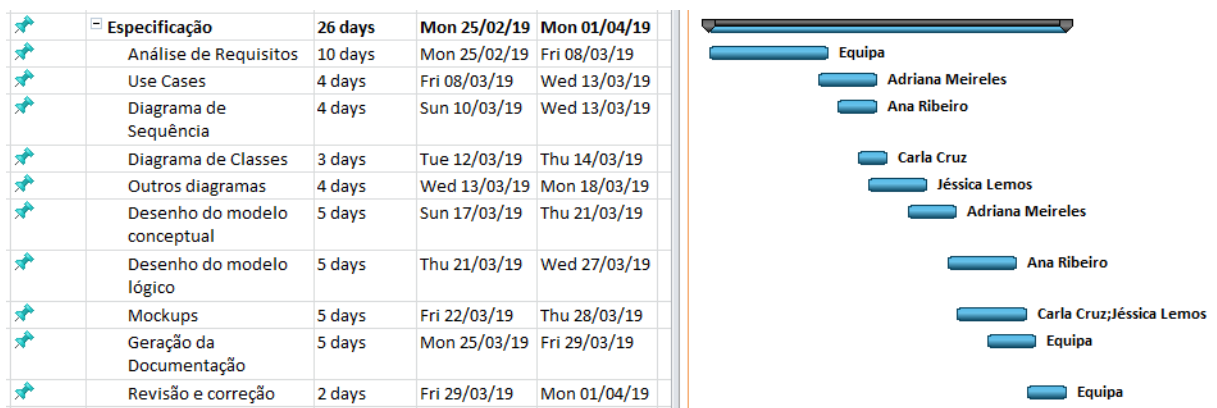 Especificação 26 days Mon 25/02/19 Mon 01/04/19
Análise de Requisitos 10 days Mon 25/02/19 Fri 08/03/19 Equipa
Use Cases 4 days Fri 08/03/19 Wed 13/03/19 Adriana Meireles
Diagrama de 4 days Sun 10/03/19 Wed 13/03/19 Ana Ribeiro
Sequência
Diagrama de Classes 3 days Tue 12/03/19 Thu 14/03/19 Carla Cruz
Outros diagramas 4 days Wed 13/03/19 Mon 18/03/19 Jéssica Lemos
Desenho do modelo 5 days Sun 17/03/19 Thu 21/03/19 Adriana Meireles
conceptual
Desenho do modelo 5 days Thu 21/03/19 Wed 27/03/19 Ana Ribeiro
lógico
Mockups 5 days Fri 22/03/19 Thu 28/03/19 Carla Cruz;Jéssica Lemos
Geração da 5 days Mon 25/03/19 Fri 29/03/19 Equipa
Documentação
Revisão e correção 2 days Fri 29/03/19 Mon 01/04/19 Equipa